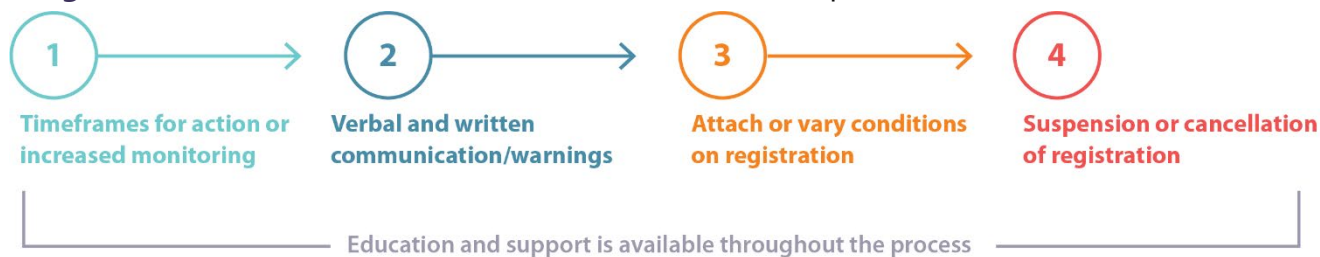 1
2
3
4
Timeframes for action or
increased monitoring
Verbal and written
communication/warnings
Attach or vary conditions
on registration
Suspension or cancellation
of registration
Education and support is available throughout the process